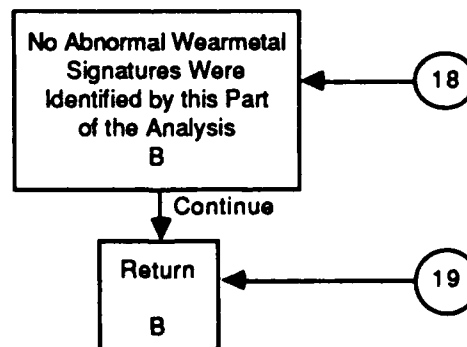 No Abnormal Wearmetal
Signatures Were
Identified by this Part
of the Analysis
B
18
Continue
Return
B
19